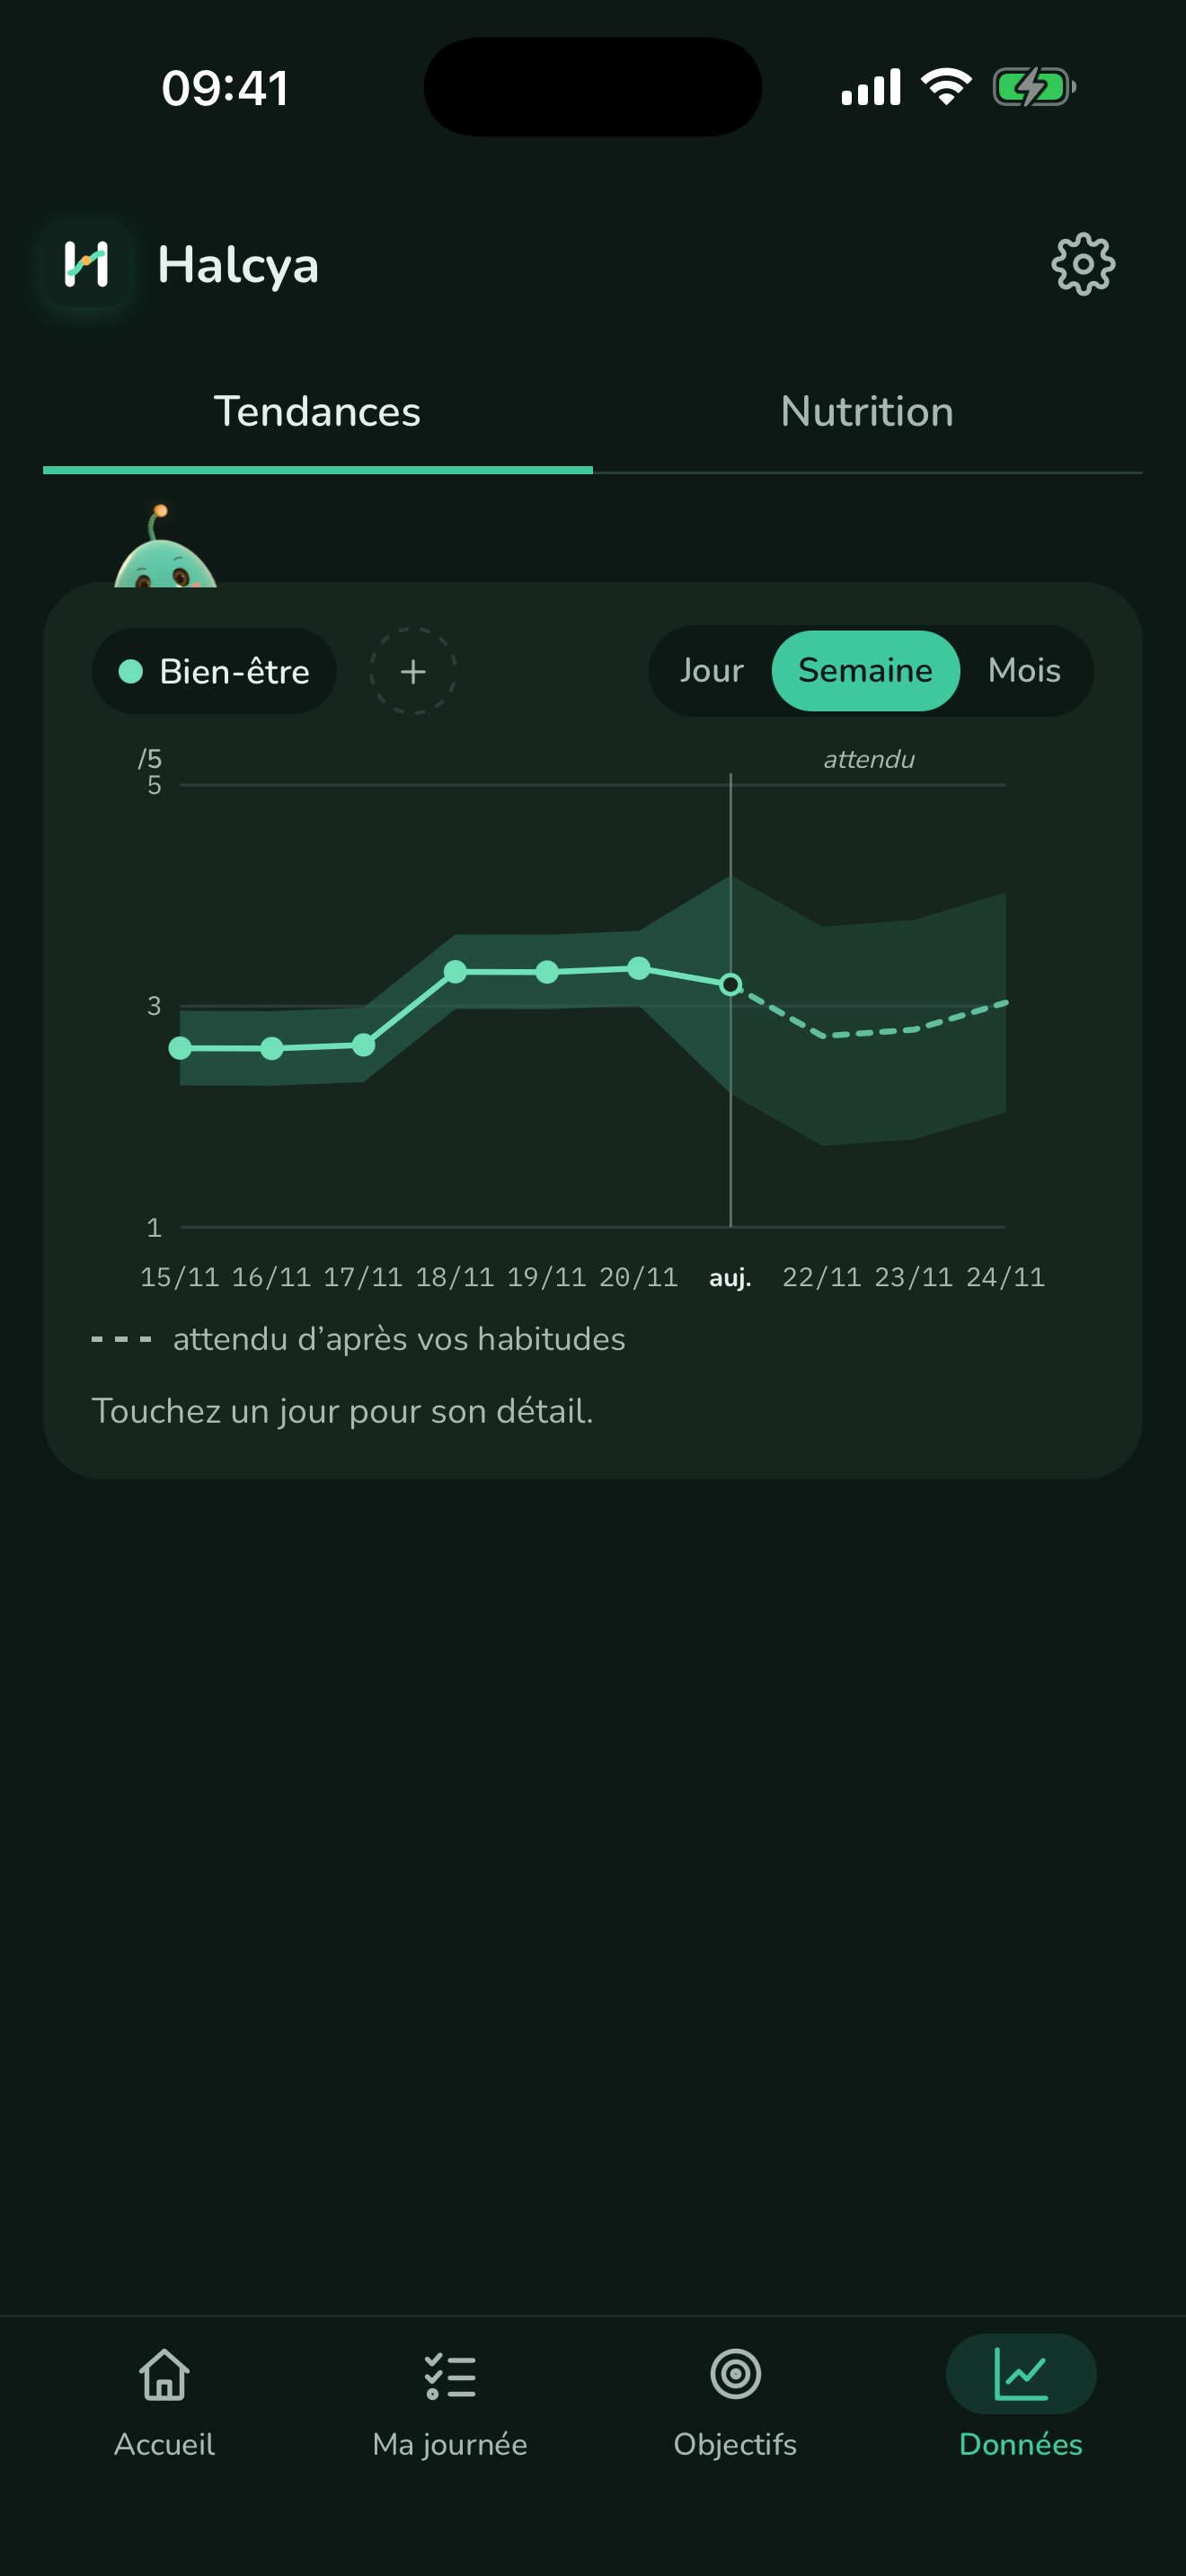 09:41
Halcya
Tendances Nutrition
Bien-être + Jour Semaine Mois
/5 attendu
5
3
1
15/11 16/11 17/11 18/11 19/11 20/11 auj. 22/11 23/11 24/11
attendu d’après vos habitudes
Touchez un jour pour son détail.
Accueil Ma journée Objectifs Données